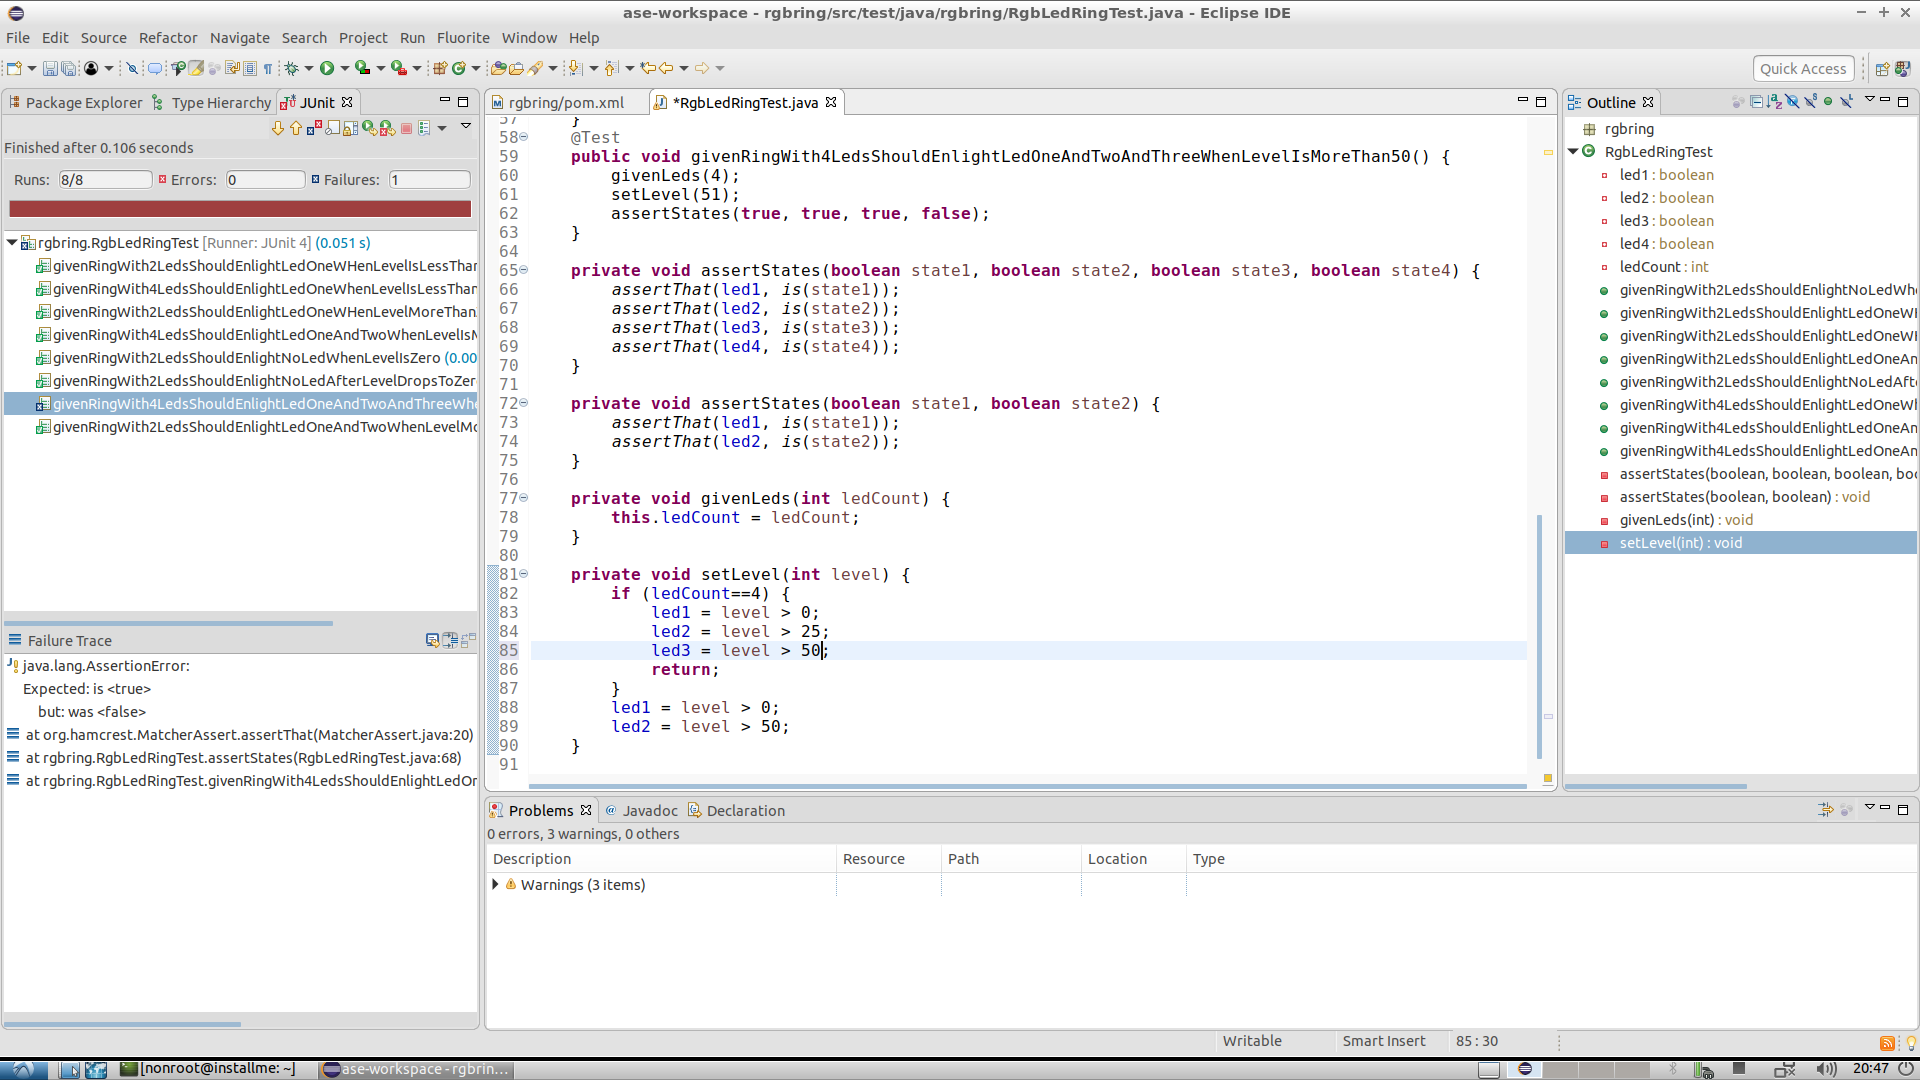 ase-workspace - rgbring/src/test/java/rgbring/RgbLedRingTest.java - Eclipse IDE
File Edit Source Refactor Navigate Search Project Run Fluorite Window Help
Quick Access
Package Explorer Type Hierarchy JUnit
Finished after 0.106 seconds
Runs: 8/8 Errors: 0 Failures: 1
rgbring.RgbLedRingTest [Runner: JUnit 4] (0.051 s)
givenRingWith2LedsShouldEnlightLedOneWHenLevelIsLessThan
givenRingWith4LedsShouldEnlightLedOneWhenLevelIsLessThan
givenRingWith2LedsShouldEnlightLedOneWHenLevelMoreThan
givenRingWith4LedsShouldEnlightLedOneAndTwoWhenLevelIsM
givenRingWith2LedsShouldEnlightNoLedWhenLevelIsZero (0.00
givenRingWith2LedsShouldEnlightNoLedAfterLevelDropsToZer
givenRingWith4LedsShouldEnlightLedOneAndTwoAndThreeWhe
givenRingWith2LedsShouldEnlightLedOneAndTwoWhenLevelMo
Failure Trace
java.lang.AssertionError:
Expected: is <true>
but: was <false>
at org.hamcrest.MatcherAssert.assertThat(MatcherAssert.java:20)
at rgbring.RgbLedRingTest.assertStates(RgbLedRingTest.java:68)
at rgbring.RgbLedRingTest.givenRingWith4LedsShouldEnlightLedOr
rgbring/pom.xml *RgbLedRingTest.java
57 }
58 @Test
59 public void givenRingWith4LedsShouldEnlightLedOneAndTwoAndThreeWhenLevelIsMoreThan50() {
60 givenLeds(4);
61 setLevel(51);
62 assertStates(true, true, true, false);
63 }
64
65 private void assertStates(boolean state1, boolean state2, boolean state3, boolean state4) {
66 assertThat(led1, is(state1));
67 assertThat(led2, is(state2));
68 assertThat(led3, is(state3));
69 assertThat(led4, is(state4));
70 }
71
72 private void assertStates(boolean state1, boolean state2) {
73 assertThat(led1, is(state1));
74 assertThat(led2, is(state2));
75 }
76
77 private void givenLeds(int ledCount) {
78 this.ledCount = ledCount;
79 }
80
81 private void setLevel(int level) {
82 if (ledCount==4) {
83 led1 = level > 0;
84 led2 = level > 25;
85 led3 = level > 50;
86 return;
87 }
88 led1 = level > 0;
89 led2 = level > 50;
90 }
91
Outline
rgbring
RgbLedRingTest
led1 : boolean
led2 : boolean
led3 : boolean
led4 : boolean
ledCount : int
givenRingWith2LedsShouldEnlightNoLedWh
givenRingWith2LedsShouldEnlightLedOneWH
givenRingWith2LedsShouldEnlightLedOneWH
givenRingWith2LedsShouldEnlightLedOneAn
givenRingWith2LedsShouldEnlightNoLedAfte
givenRingWith4LedsShouldEnlightLedOneWh
givenRingWith4LedsShouldEnlightLedOneAn
givenRingWith4LedsShouldEnlightLedOneAn
assertStates(boolean, boolean, boolean, boo
assertStates(boolean, boolean) : void
givenLeds(int) : void
setLevel(int) : void
Problems Javadoc Declaration
0 errors, 3 warnings, 0 others
Description Resource Path Location Type
Warnings (3 items)
Writable Smart Insert 85 : 30
[nonroot@installme: ~] ase-workspace - rgbrin... 20:47